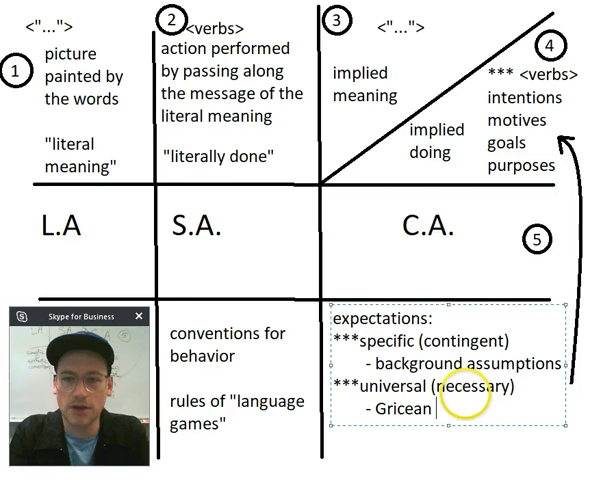 <"...">
1
picture
painted by
the words
"literal
meaning"
2
<verbs>
action performed
by passing along
the message of the
literal meaning
"literally done"
3
<"...">
implied
meaning
implied
doing
4
*** <verbs>
intentions
motives
goals
purposes
L.A
S.A.
C.A.
5
Skype for Business
conventions for
behavior
rules of "language
games"
expectations:
***specific (contingent)
- background assumptions
***universal (necessary)
- Gricean